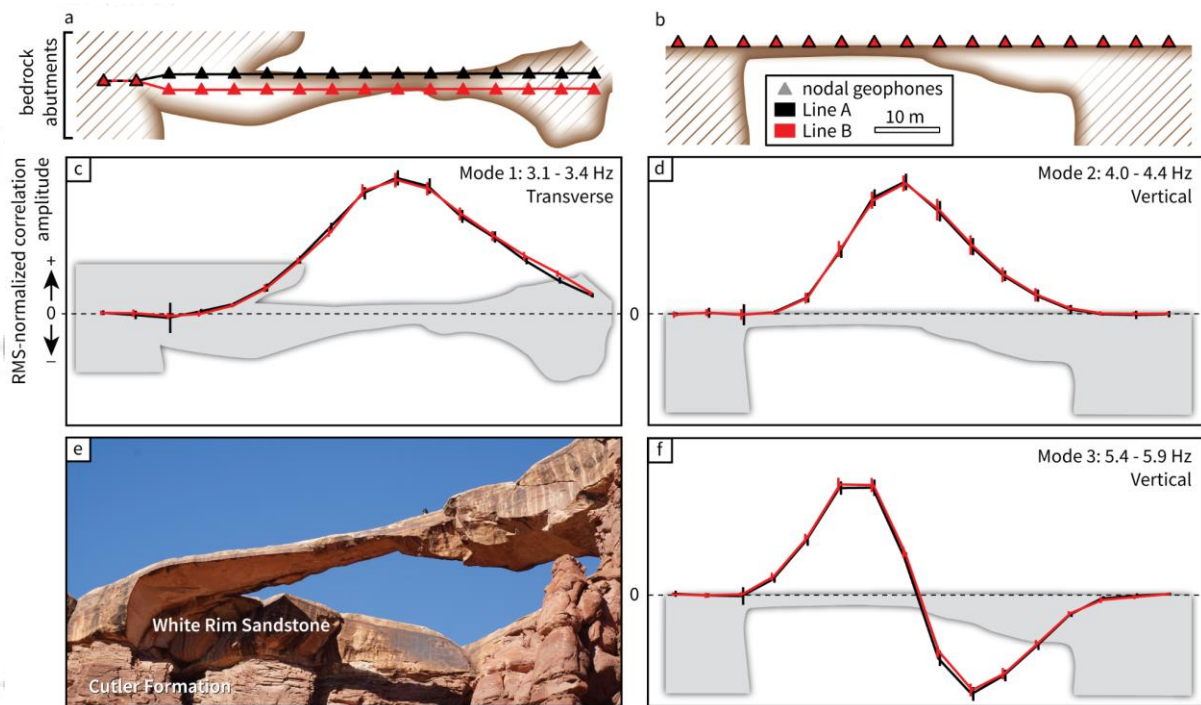 a
b
bedrock
abutments
nodal geophones
Line A
Line B
10 m
c
Mode 1: 3.1 - 3.4 Hz
Transverse
d
Mode 2: 4.0 - 4.4 Hz
Vertical
RMS-normalized correlation
amplitude
+
0
–
0
e
White Rim Sandstone
Cutler Formation
f
Mode 3: 5.4 - 5.9 Hz
Vertical
0